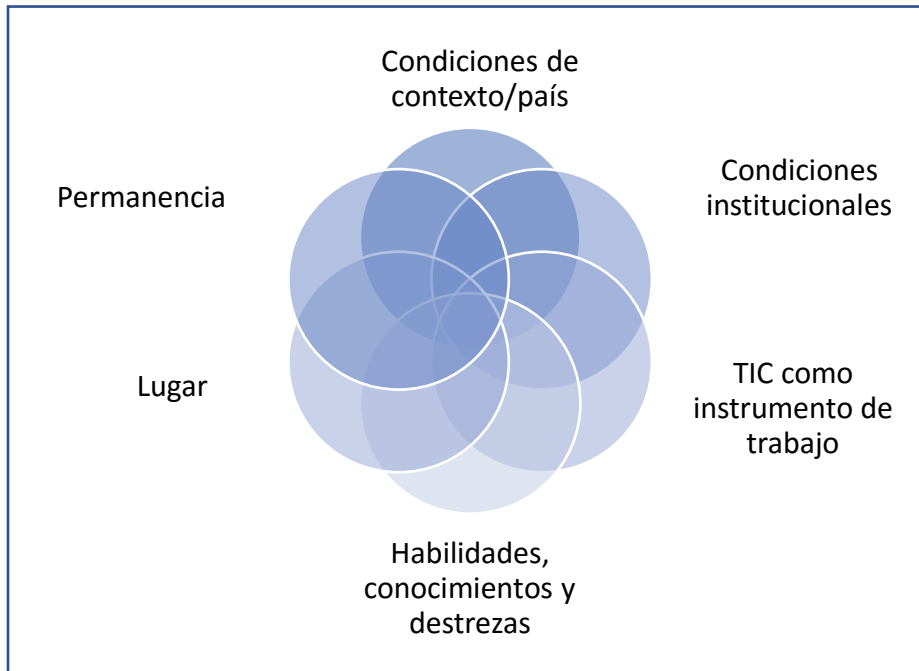 Condiciones de
contexto/país
Permanencia
Condiciones
institucionales
Lugar
TIC como
instrumento de
trabajo
Habilidades,
conocimientos y
destrezas